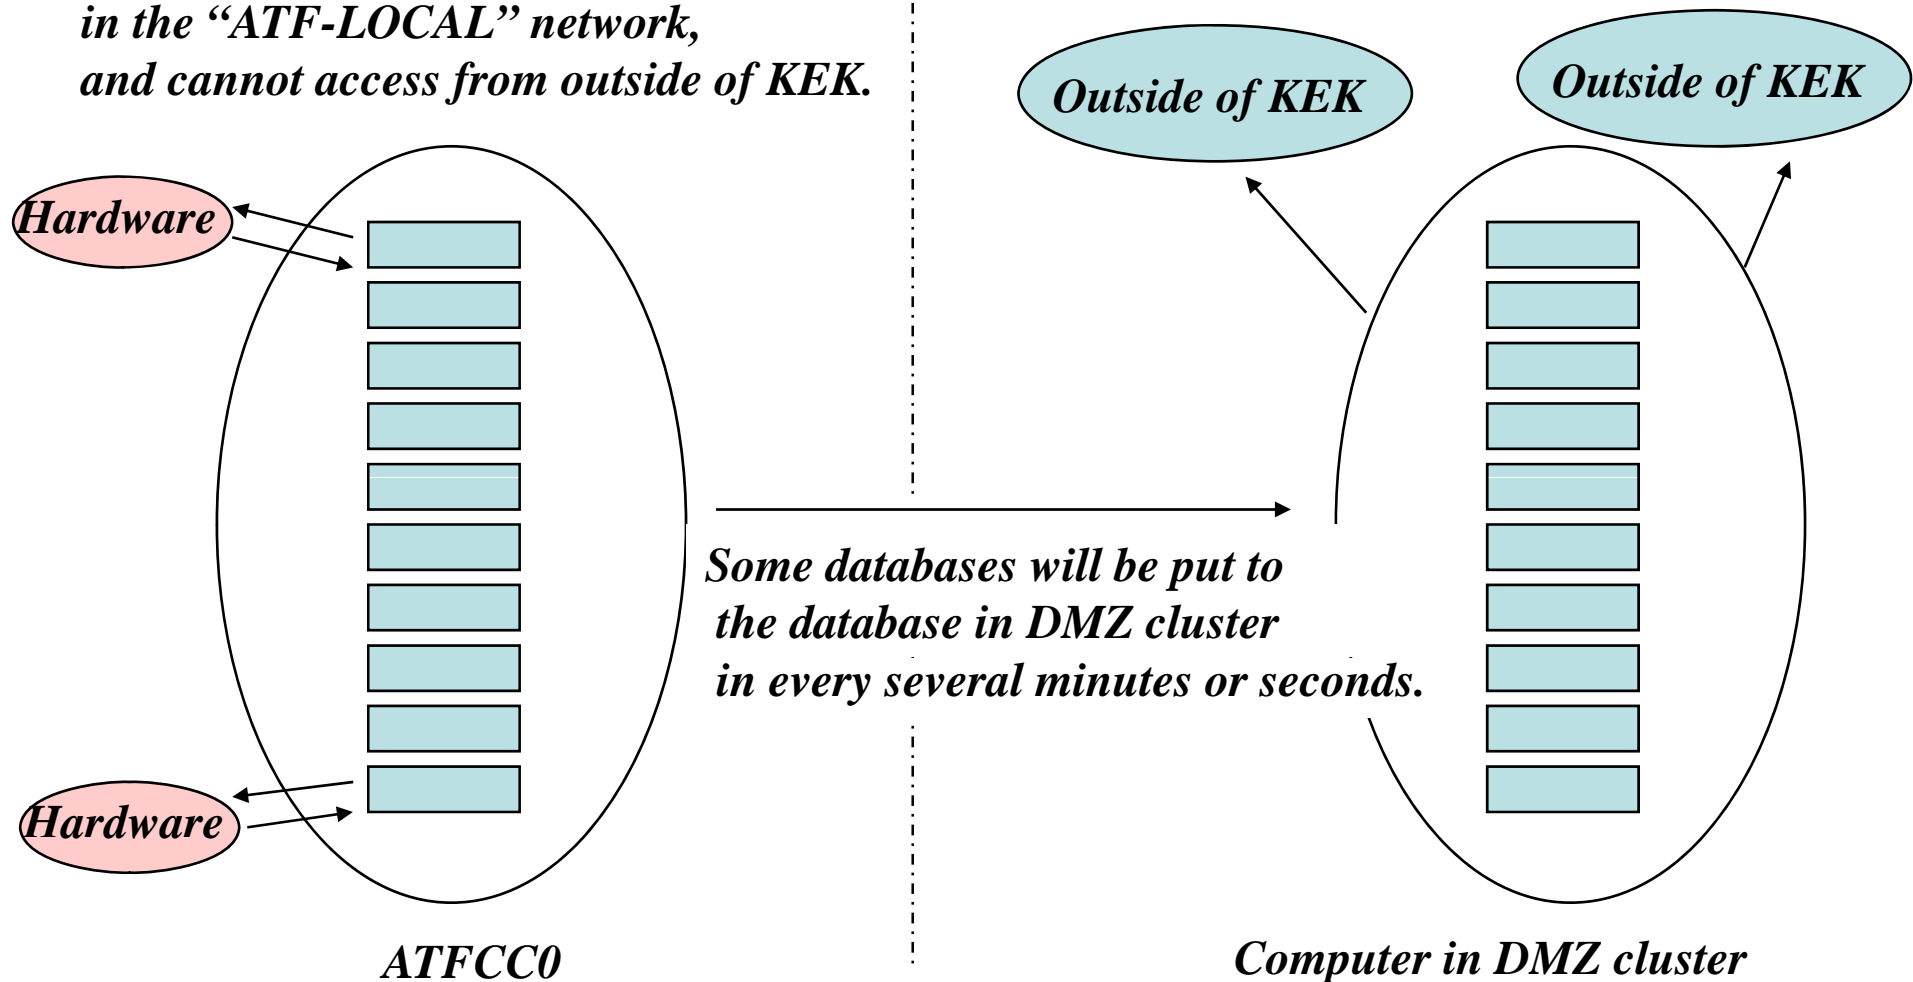 in the “ATF-LOCAL” network,
and cannot access from outside of KEK.
Outside of KEK
Outside of KEK
Hardware
Some databases will be put to
the database in DMZ cluster
in every several minutes or seconds.
Hardware
ATFCC0
Computer in DMZ cluster